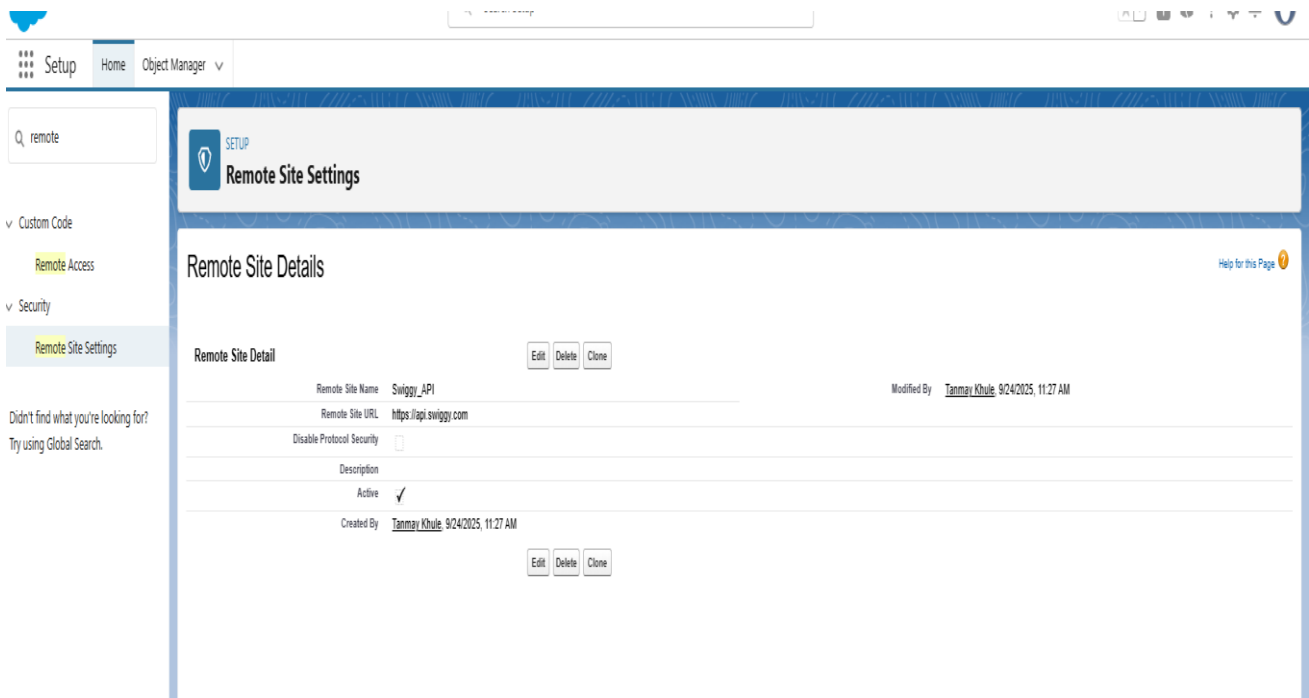 Setup Home Object Manager
remote
SETUP
Remote Site Settings
Custom Code
Remote Access
Security
Remote Site Settings
Didn't find what you're looking for?
Try using Global Search.
Remote Site Details
Help for this Page
Remote Site Detail Edit Delete Clone
Remote Site Name Swiggy_API Modified By Tanmay Khule, 9/24/2025, 11:27 AM
Remote Site URL https://api.swiggy.com
Disable Protocol Security
Description
Active
Created By Tanmay Khule, 9/24/2025, 11:27 AM
Edit Delete Clone